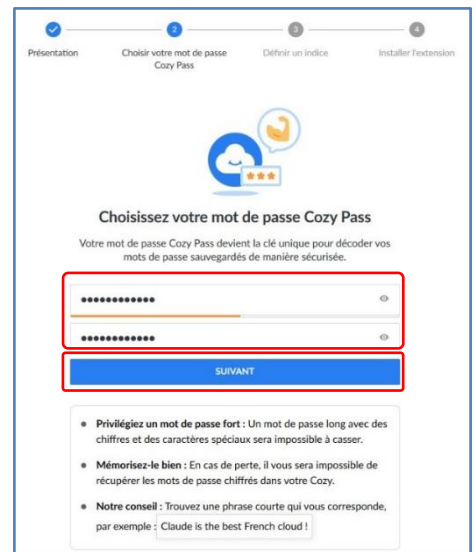 2 3 4
Présentation Choisir votre mot de passe Définir un indice Installer l'extension
Cozy Pass
Choisissez votre mot de passe Cozy Pass
Votre mot de passe Cozy Pass devient la clé unique pour décoder vos
mots de passe sauvegardés de manière sécurisée.
••••••••••••
••••••••••••
SUIVANT
• Privilégiez un mot de passe fort : Un mot de passe long avec des
chiffres et des caractères spéciaux sera impossible à casser.
• Mémorisez-le bien : En cas de perte, il vous sera impossible de
récupérer les mots de passe chiffrés dans votre Cozy.
• Notre conseil : Trouvez une phrase courte qui vous corresponde,
par exemple : Claude is the best French cloud !